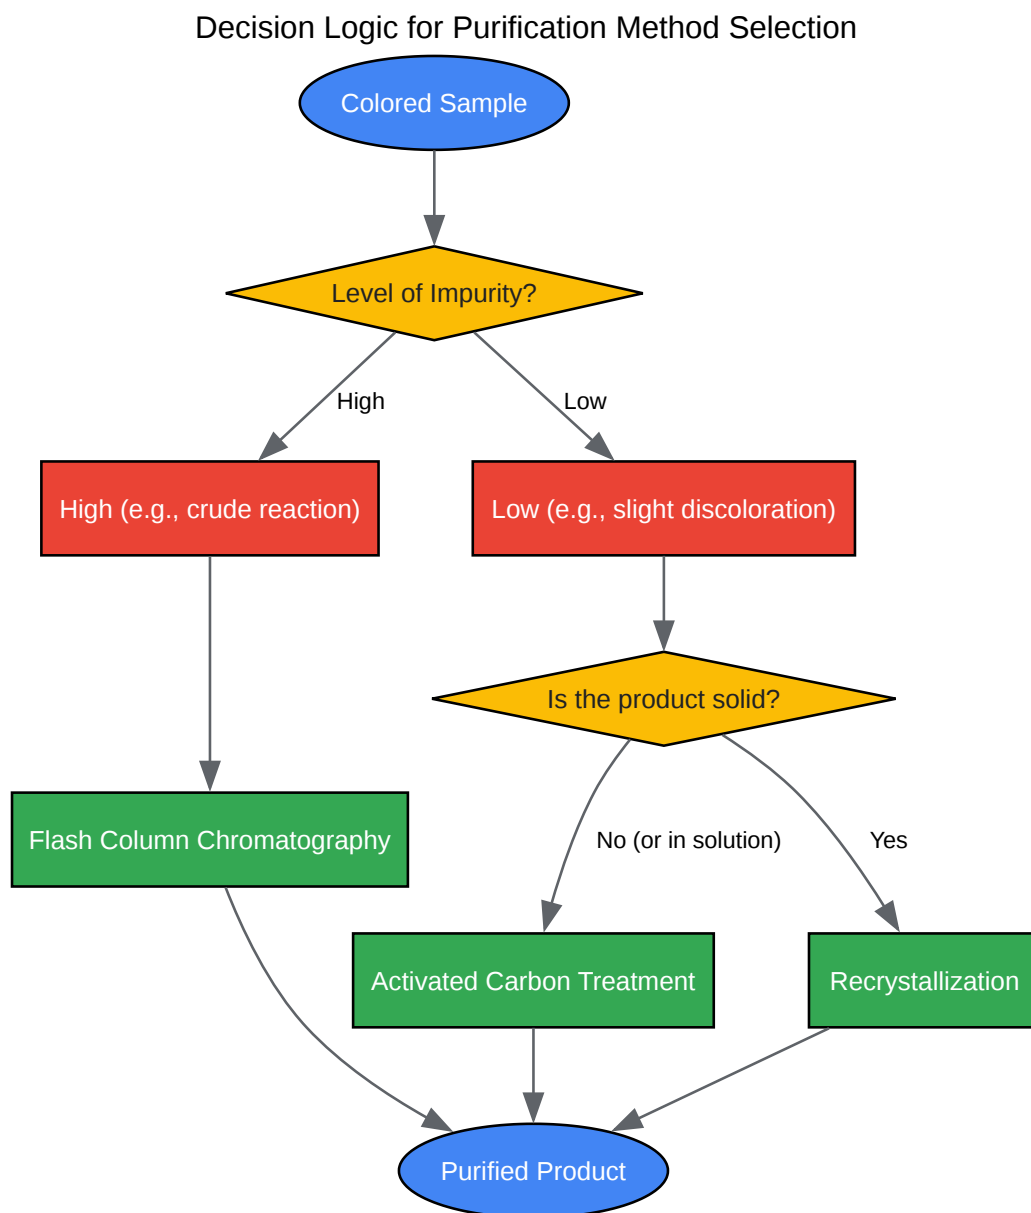 Decision Logic for Purification Method Selection
Colored Sample
Level of Impurity?
High
Low
High (e.g., crude reaction)
Low (e.g., slight discoloration)
Is the product solid?
Flash Column Chromatography
No (or in solution)
Yes
Activated Carbon Treatment
Recrystallization
Purified Product